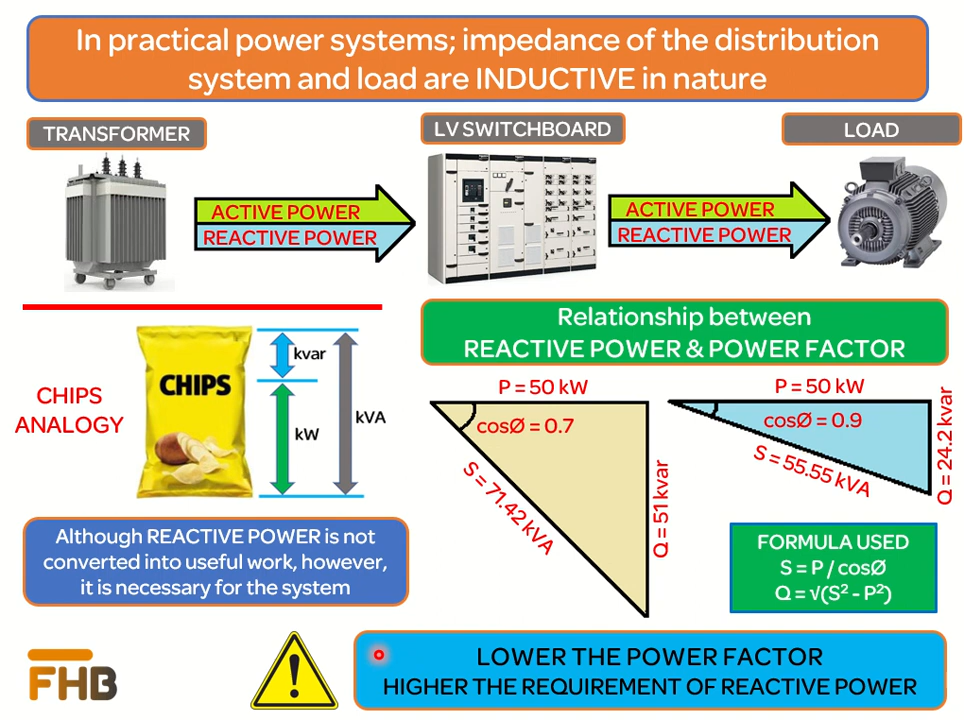 In practical power systems; impedance of the distribution
system and load are INDUCTIVE in nature
TRANSFORMER
LV SWITCHBOARD
LOAD
ACTIVE POWER
REACTIVE POWER
ACTIVE POWER
REACTIVE POWER
CHIPS
ANALOGY
CHIPS
kvar
kW
kVA
Relationship between
REACTIVE POWER & POWER FACTOR
P = 50 kW
cosØ = 0.7
S = 71.42 kVA
Q = 51 kvar
P = 50 kW
cosØ = 0.9
S = 55.55 kVA
Q = 24.2 kvar
Although REACTIVE POWER is not
converted into useful work, however,
it is necessary for the system
FORMULA USED
S = P / cosØ
Q = √(S² - P²)
FHB
!
LOWER THE POWER FACTOR
HIGHER THE REQUIREMENT OF REACTIVE POWER